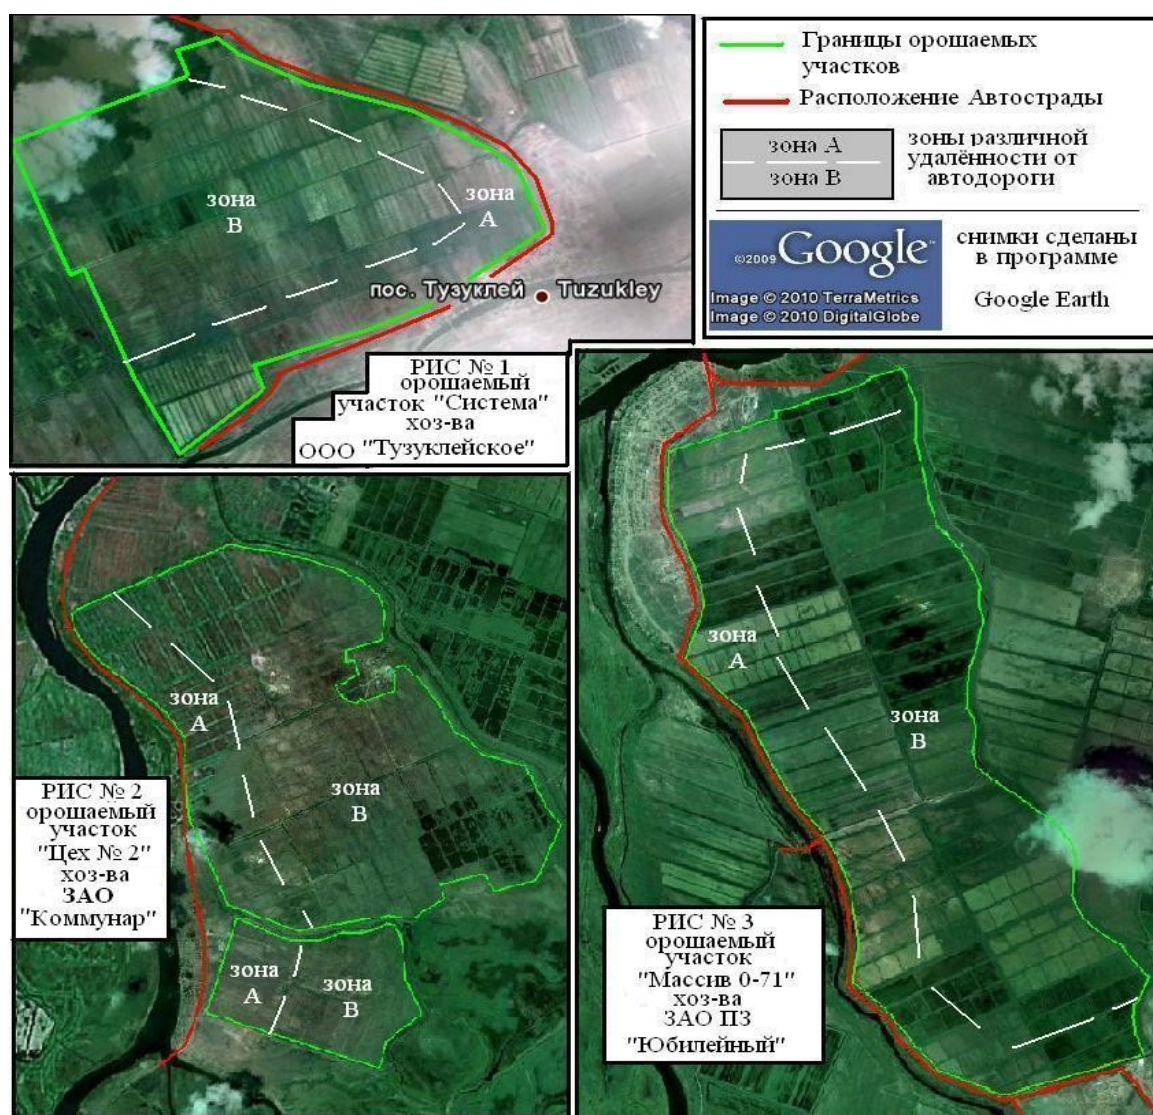 Границы орошаемых
участков
Расположение Автострады
зона А
зона В
зоны различной
удалённости от
автодороги
©2009 Google™
Image © 2010 TerraMetrics
Image © 2010 DigitalGlobe
снимки сделаны
в программе
Google Earth
зона
В
зона
А
пос. Тузуклей Tuzukley
РИС № 1
орошаемый
участок "Система"
хоз-ва
ООО "Тузуклейское"
зона
А
зона
В
зона
А
зона
В
РИС № 2
орошаемый
участок
"Цех № 2"
хоз-ва
ЗАО
"Коммунар"
зона
А
зона
В
РИС № 3
орошаемый
участок
"Массив 0-71"
хоз-ва
ЗАО ПЗ
"Юбилейный"